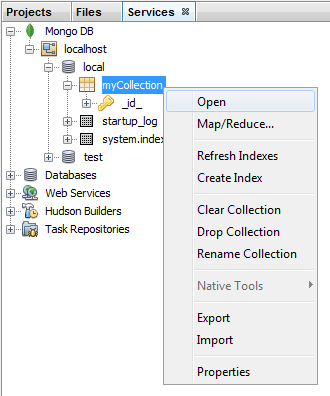 Projects Files Services
Mongo DB
localhost
local
myCollection
_id_
startup_log
system.index
test
Databases
Web Services
Hudson Builders
Task Repositories
Open
Map/Reduce...
Refresh Indexes
Create Index
Clear Collection
Drop Collection
Rename Collection
Native Tools
Export
Import
Properties